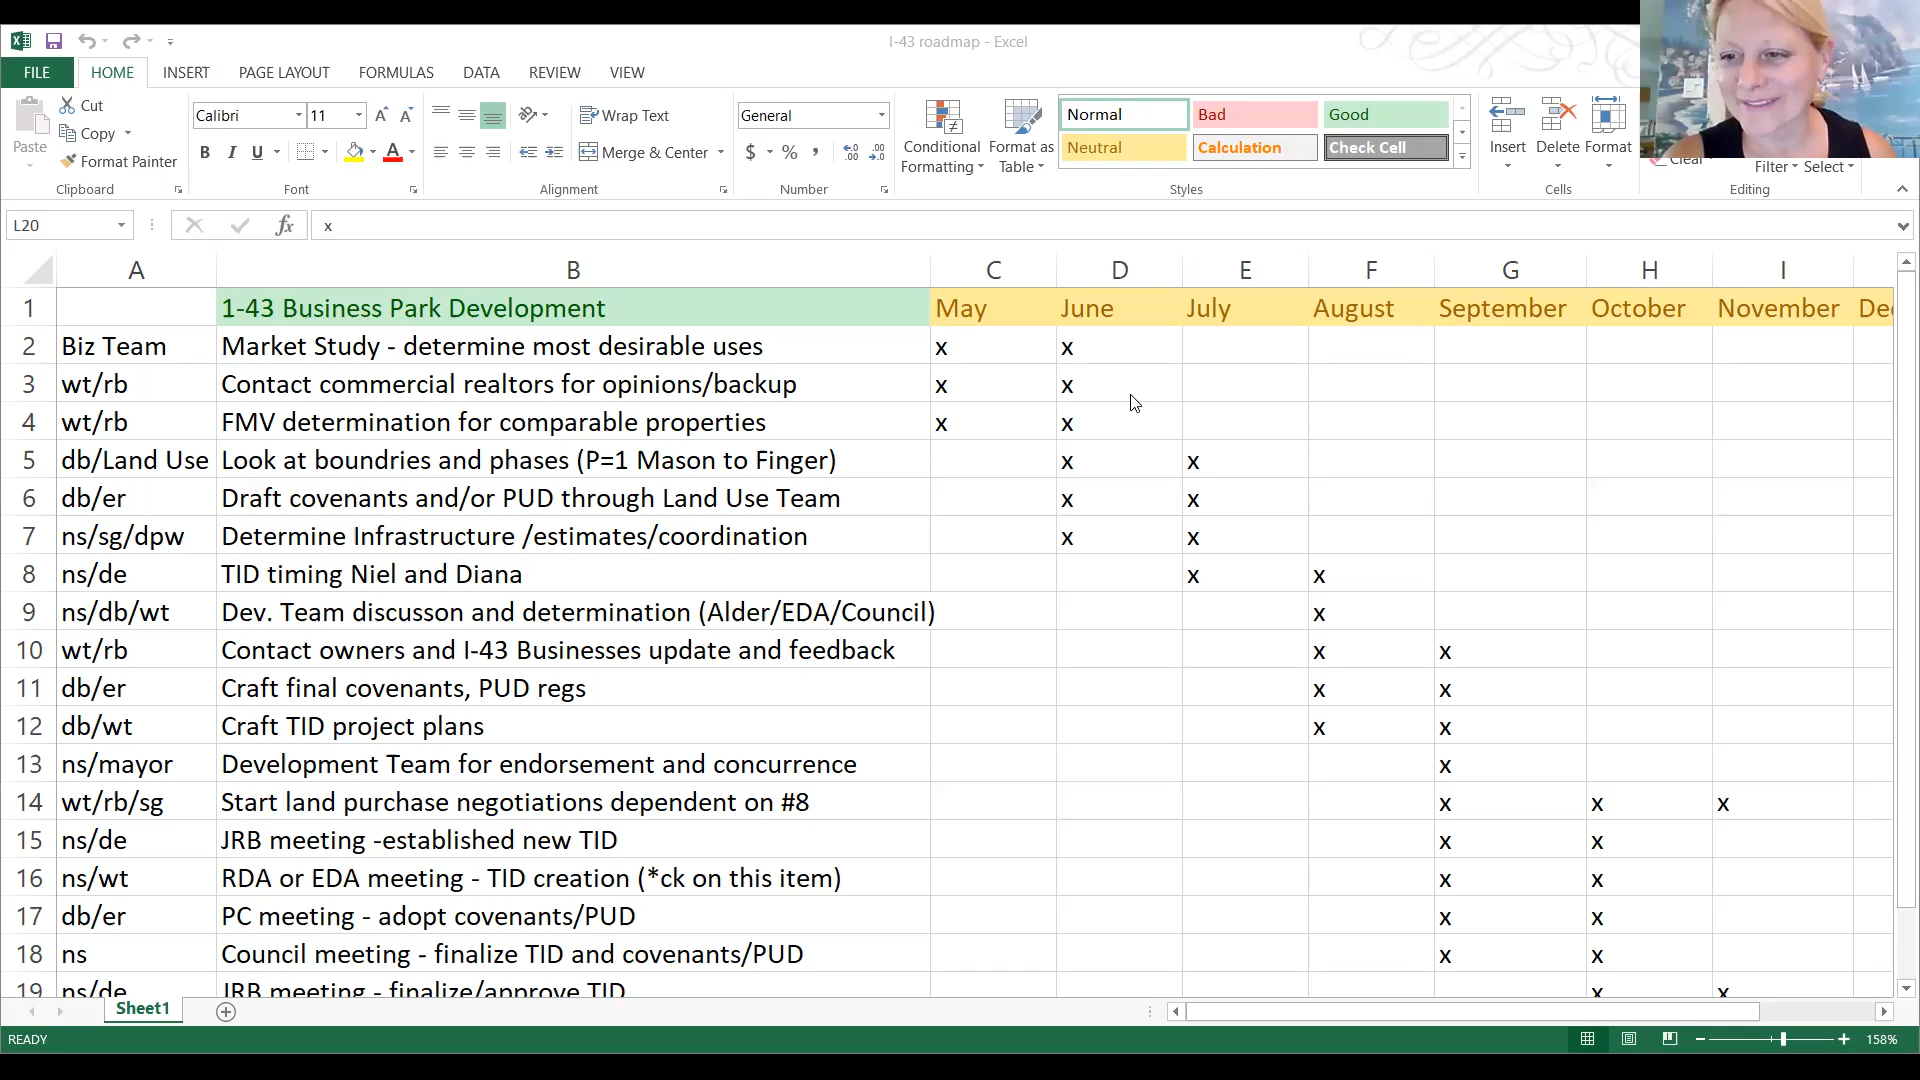 I-43 roadmap - Excel
FILE HOME INSERT PAGE LAYOUT FORMULAS DATA REVIEW VIEW
Paste
Cut
Copy
Format Painter
Clipboard
Calibri 11
B I U
Font
Wrap Text
Merge & Center
Alignment
General
$ % ,
Number
Conditional Formatting
Format as Table
Normal Bad Good
Neutral Calculation Check Cell
Styles
Insert Delete Format
Cells
Clear
Filter Select
Editing
L20 fx x
A B C D E F G H I
1 1-43 Business Park Development May June July August September October November Dec
2 Biz Team Market Study - determine most desirable uses x x
3 wt/rb Contact commercial realtors for opinions/backup x x
4 wt/rb FMV determination for comparable properties x x
5 db/Land Use Look at boundries and phases (P=1 Mason to Finger) x x
6 db/er Draft covenants and/or PUD through Land Use Team x x
7 ns/sg/dpw Determine Infrastructure /estimates/coordination x x
8 ns/de TID timing Niel and Diana x x
9 ns/db/wt Dev. Team discusson and determination (Alder/EDA/Council) x
10 wt/rb Contact owners and I-43 Businesses update and feedback x x
11 db/er Craft final covenants, PUD regs x x
12 db/wt Craft TID project plans x x
13 ns/mayor Development Team for endorsement and concurrence x
14 wt/rb/sg Start land purchase negotiations dependent on #8 x x x
15 ns/de JRB meeting -established new TID x x
16 ns/wt RDA or EDA meeting - TID creation (*ck on this item) x x
17 db/er PC meeting - adopt covenants/PUD x x
18 ns Council meeting - finalize TID and covenants/PUD x x
19 ns/de JRB meeting - finalize/approve TID x x
Sheet1
READY 158%